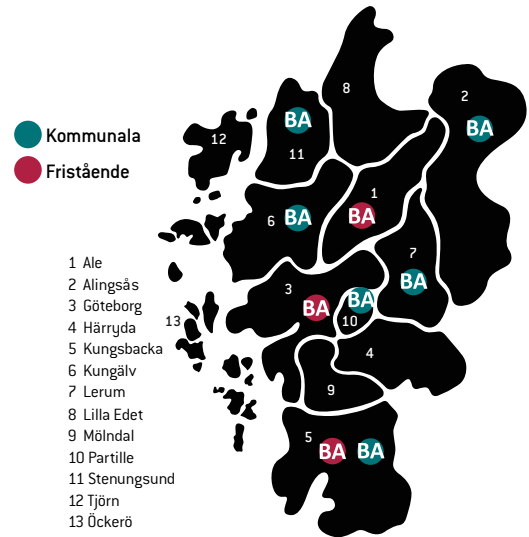 8
2
BA
BA
Kommunala
12
11
Fristående
1
6
BA
BA
7
1 Ale
2 Alingsås
BA
3
BA
3 Göteborg
BA
4 Härryda
13
10
5 Kungsbacka
4
6 Kungälv
7 Lerum
9
8 Lilla Edet
9 Mölndal
5
BA
BA
10 Partille
11 Stenungsund
12 Tjörn
13 Öckerö